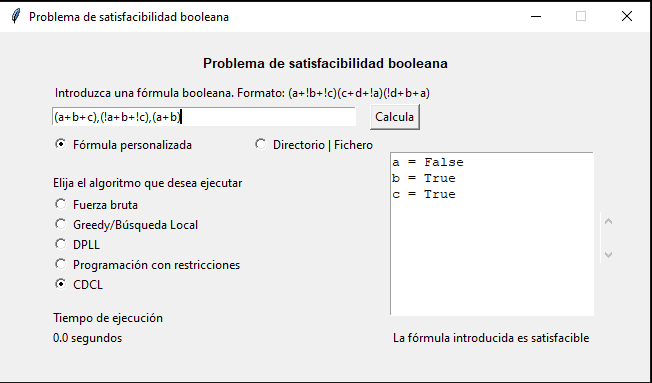 Problema de satisfacibilidad booleana
Problema de satisfacibilidad booleana
Introduzca una fórmula booleana. Formato: (a+!b+!c)(c+d+!a)(!d+b+a)
(a+b+c),(!a+b+!c),(a+b)
Calcula
Fórmula personalizada
Directorio | Fichero
Elija el algoritmo que desea ejecutar
Fuerza bruta
Greedy/Búsqueda Local
DPLL
Programación con restricciones
CDCL
a = False
b = True
c = True
Tiempo de ejecución
0.0 segundos
La fórmula introducida es satisfacible